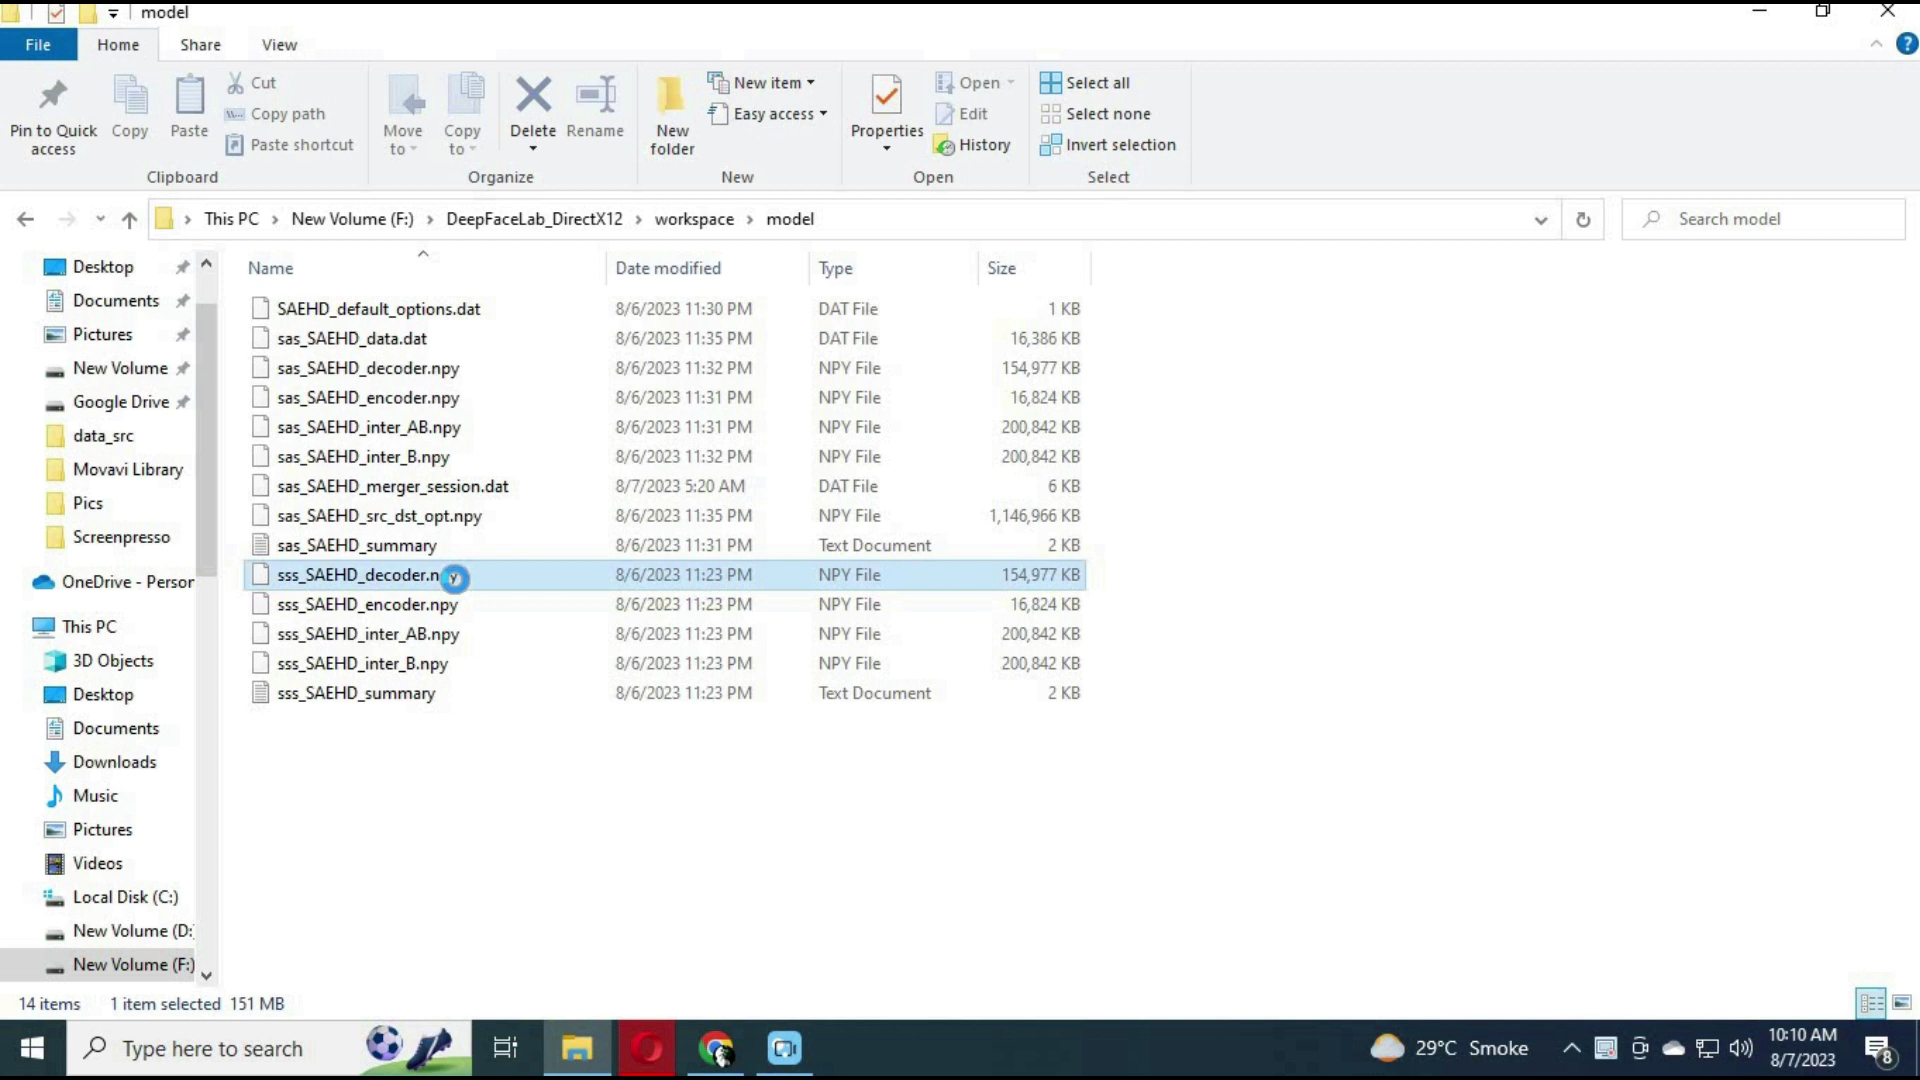 model
File Home Share View
Pin to Quick access
Copy
Paste
Cut
Copy path
Paste shortcut
Clipboard
Move to
Copy to
Delete
Rename
Organize
New folder
New item
Easy access
New
Properties
Open
Edit
History
Open
Select all
Select none
Invert selection
Select
This PC > New Volume (F:) > DeepFaceLab_DirectX12 > workspace > model
Search model
Desktop
Documents
Pictures
New Volume
Google Drive
data_src
Movavi Library
Pics
Screenpresso
OneDrive - Person
This PC
3D Objects
Desktop
Documents
Downloads
Music
Pictures
Videos
Local Disk (C:)
New Volume (D:
New Volume (F:)
Name Date modified Type Size
SAEHD_default_options.dat 8/6/2023 11:30 PM DAT File 1 KB
sas_SAEHD_data.dat 8/6/2023 11:35 PM DAT File 16,386 KB
sas_SAEHD_decoder.npy 8/6/2023 11:32 PM NPY File 154,977 KB
sas_SAEHD_encoder.npy 8/6/2023 11:31 PM NPY File 16,824 KB
sas_SAEHD_inter_AB.npy 8/6/2023 11:31 PM NPY File 200,842 KB
sas_SAEHD_inter_B.npy 8/6/2023 11:32 PM NPY File 200,842 KB
sas_SAEHD_merger_session.dat 8/7/2023 5:20 AM DAT File 6 KB
sas_SAEHD_src_dst_opt.npy 8/6/2023 11:35 PM NPY File 1,146,966 KB
sas_SAEHD_summary 8/6/2023 11:31 PM Text Document 2 KB
sss_SAEHD_decoder.npy 8/6/2023 11:23 PM NPY File 154,977 KB
sss_SAEHD_encoder.npy 8/6/2023 11:23 PM NPY File 16,824 KB
sss_SAEHD_inter_AB.npy 8/6/2023 11:23 PM NPY File 200,842 KB
sss_SAEHD_inter_B.npy 8/6/2023 11:23 PM NPY File 200,842 KB
sss_SAEHD_summary 8/6/2023 11:23 PM Text Document 2 KB
14 items 1 item selected 151 MB
Type here to search
29°C Smoke
10:10 AM
8/7/2023
8